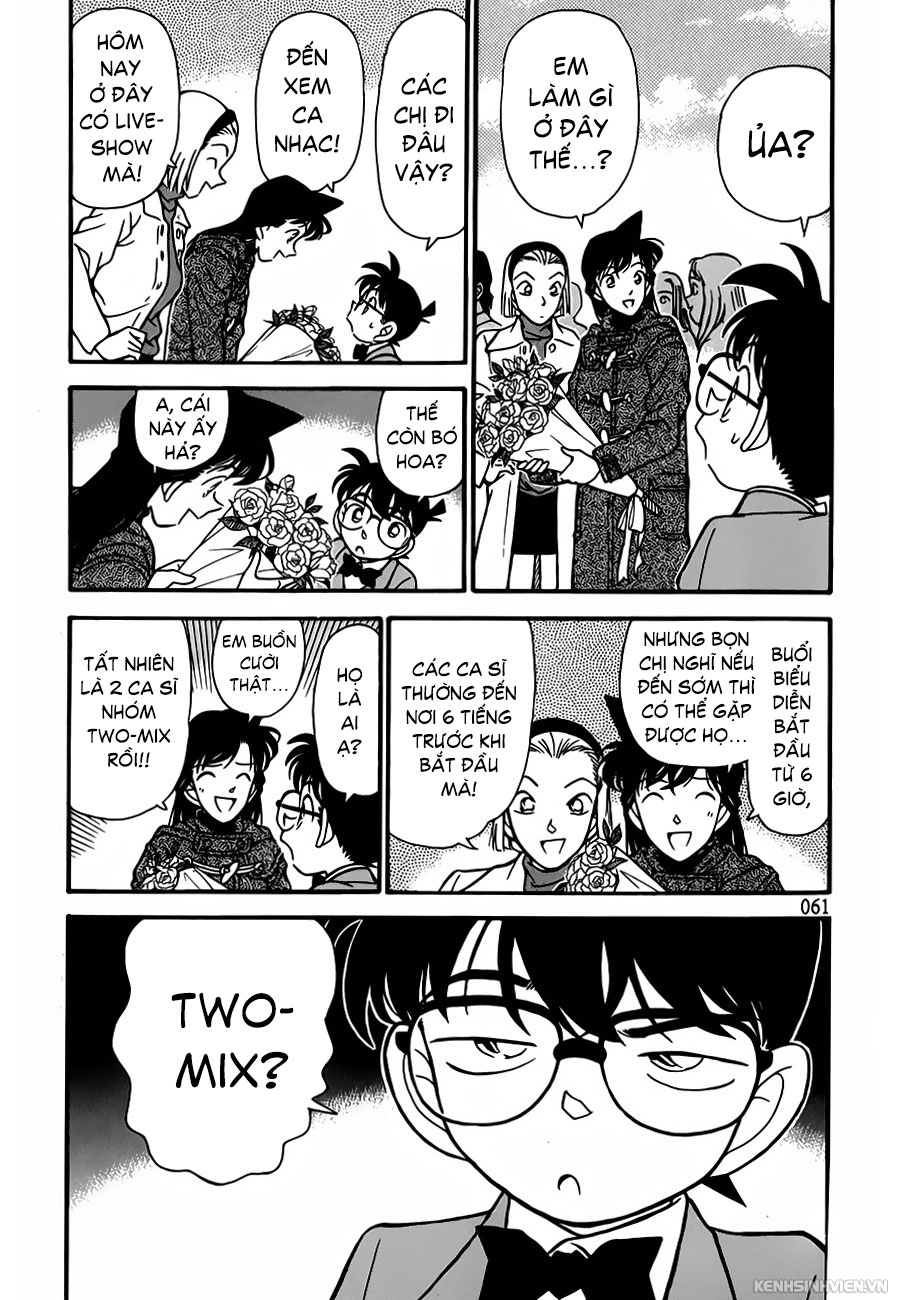 ỦA?
EM
LÀM GÌ
Ở ĐÂY
THẾ...?
CÁC
CHỊ ĐI
ĐÂU
VẬY?
ĐẾN
XEM
CA
NHẠC!
HÔM
NAY
Ở ĐÂY
CÓ LIVE-
SHOW
MÀ!
THẾ
CÒN BÓ
HOA?
A, CÁI
NÀY ẤY
HẢ?
BUỔI
BIỂU
DIỄN
BẮT
ĐẦU
TỪ 6
GIỜ,
NHƯNG BỌN
CHỊ NGHĨ NẾU
ĐẾN SỚM THÌ
CÓ THỂ GẶP
ĐƯỢC HỌ...
CÁC CA SĨ
THƯỜNG ĐẾN
NƠI 6 TIẾNG
TRƯỚC KHI
BẮT ĐẦU
MÀ!
HỌ
LÀ AI
Ạ?
EM BUỒN
CƯỜI
THẬT...
TẤT NHIÊN
LÀ 2 CA SĨ
NHÓM
TWO-MIX
RỒI!!
061
TWO-
MIX?
KENHSINHVIEN.VN